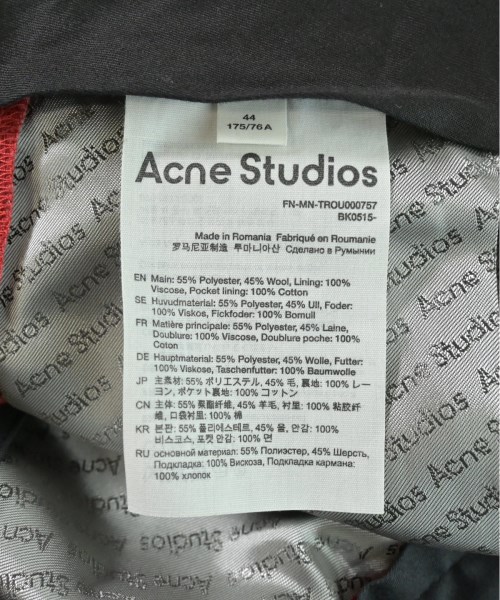 44
175/76A
Acne Studios
FN-MN-TROU000757
BK0515-
Made in Romania Fabriqué en Roumanie
罗马尼亚制造 루마니아산 Сделано в Румынии
EN Main: 55% Polyester, 45% Wool, Lining: 100%
Viscose, Pocket lining: 100% Cotton
SE Huvudmaterial: 55% Polyester, 45% Ull, Foder:
100% Viskos, Fickfoder: 100% Bomull
FR Matière principale: 55% Polyester, 45% Laine,
Doublure: 100% Viscose, Doublure poche: 100%
Coton
DE Hauptmaterial: 55% Polyester, 45% Wolle, Futter:
100% Viskose, Taschenfutter: 100% Baumwolle
JP 主素材: 55% ポリエステル, 45% 毛, 裏地: 100% レー
ヨン, ポケット裏地: 100% コットン
CN 主体: 55% 聚酯纤维, 45% 羊毛, 衬里: 100% 粘胶纤
维, 口袋衬里: 100% 棉
KR 본판: 55% 폴리에스테르, 45% 울, 안감: 100%
비스코스, 포켓 안감: 100% 면
RU основной материал: 55% Полиэстер, 45% Шерсть,
Подкладка: 100% Вискоза, Подкладка кармана:
100% хлопок
Acne Studios
Acne Studios
Acne Studios
Acne Studios